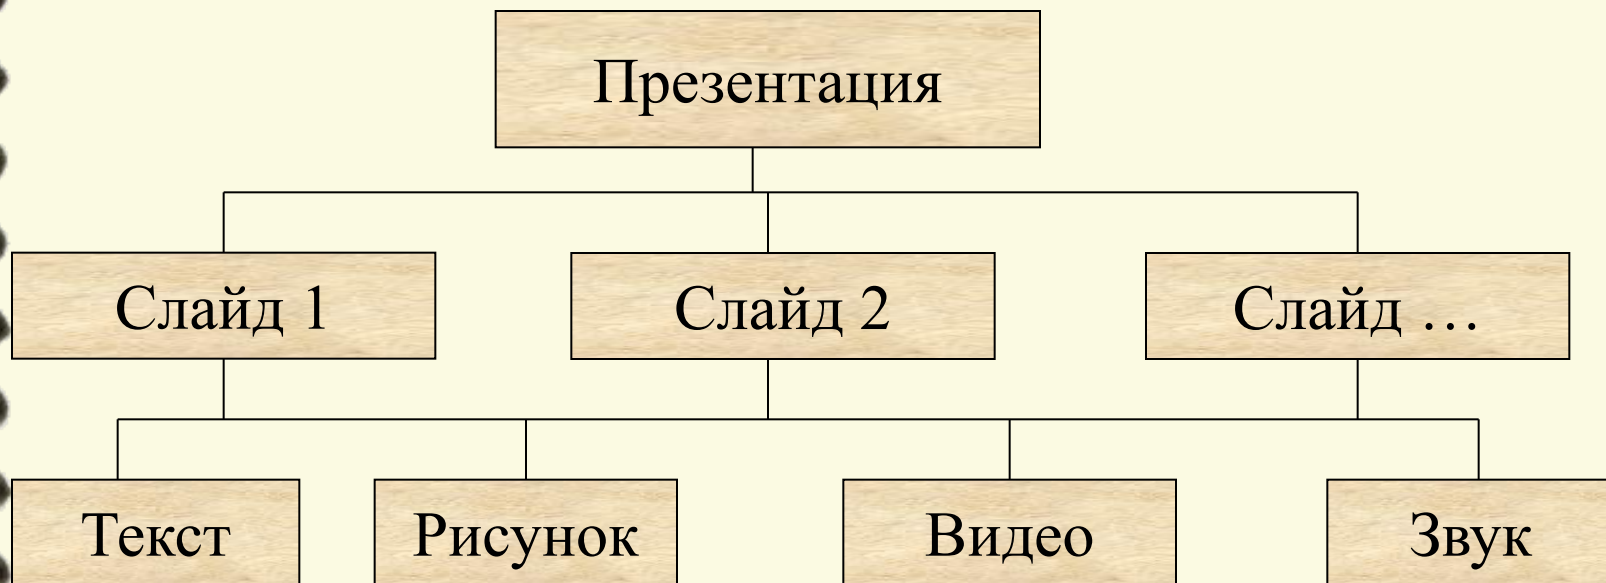 Презентация
Слайд 1
Слайд 2
Слайд …
Текст
Рисунок
Видео
Звук